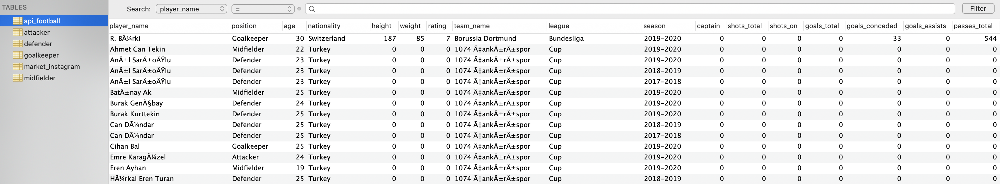 TABLES
api_football
attacker
defender
goalkeeper
market_instagram
midfielder
Search: player_name = Filter
player_name position age nationality height weight rating team_name league season captain shots_total shots_on goals_total goals_conceded goals_assists passes_total
R. BÃ¼rki Goalkeeper 30 Switzerland 187 85 7 Borussia Dortmund Bundesliga 2019-2020 0 0 0 0 33 0 544
Ahmet Can Tekin Midfielder 22 Turkey 0 0 0 1074 Ã‡ankÄ±rÄ±spor Cup 2019-2020 0 0 0 0 0 0 0
AnÄ±l SarÄ±oÄŸlu Defender 23 Turkey 0 0 0 1074 Ã‡ankÄ±rÄ±spor Cup 2019-2020 0 0 0 0 0 0 0
AnÄ±l SarÄ±oÄŸlu Defender 23 Turkey 0 0 0 1074 Ã‡ankÄ±rÄ±spor Cup 2018-2019 0 0 0 0 0 0 0
AnÄ±l SarÄ±oÄŸlu Defender 23 Turkey 0 0 0 1074 Ã‡ankÄ±rÄ±spor Cup 2017-2018 0 0 0 0 0 0 0
BatÄ±nay Ak Midfielder 25 Turkey 0 0 0 1074 Ã‡ankÄ±rÄ±spor Cup 2019-2020 0 0 0 0 0 0 0
Burak GenÃ§bay Defender 24 Turkey 0 0 0 1074 Ã‡ankÄ±rÄ±spor Cup 2019-2020 0 0 0 0 0 0 0
Burak Kurttekin Defender 25 Turkey 0 0 0 1074 Ã‡ankÄ±rÄ±spor Cup 2019-2020 0 0 0 0 0 0 0
Can DÃ¼ndar Defender 25 Turkey 0 0 0 1074 Ã‡ankÄ±rÄ±spor Cup 2018-2019 0 0 0 0 0 0 0
Can DÃ¼ndar Defender 25 Turkey 0 0 0 1074 Ã‡ankÄ±rÄ±spor Cup 2017-2018 0 0 0 0 0 0 0
Cihan Bal Goalkeeper 25 Turkey 0 0 0 1074 Ã‡ankÄ±rÄ±spor Cup 2019-2020 0 0 0 0 0 0 0
Emre KaragÃ¼zel Attacker 24 Turkey 0 0 0 1074 Ã‡ankÄ±rÄ±spor Cup 2019-2020 0 0 0 0 0 0 0
Eren Ayhan Midfielder 19 Turkey 0 0 0 1074 Ã‡ankÄ±rÄ±spor Cup 2019-2020 0 0 0 0 0 0 0
HÃ¼rkal Eren Turan Defender 25 Turkey 0 0 0 1074 Ã‡ankÄ±rÄ±spor Cup 2018-2019 0 0 0 0 0 0 0